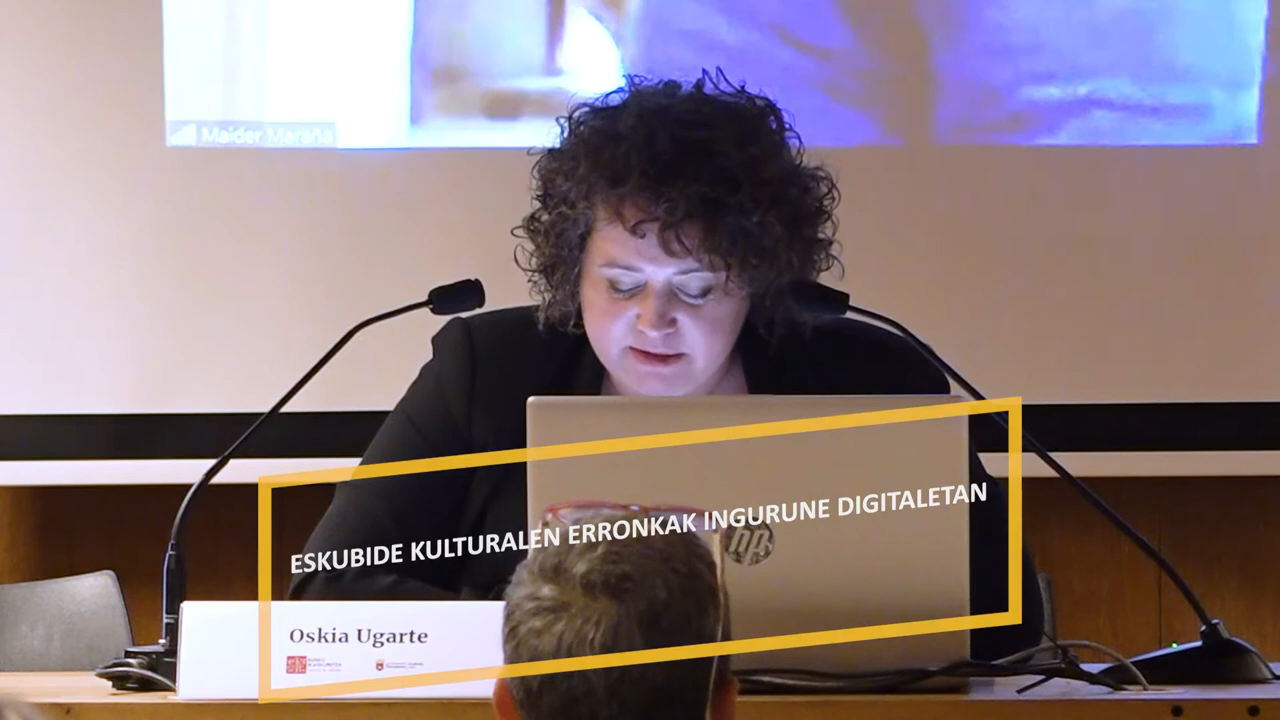 Maider Maraña
ESKUBIDE KULTURALEN ERRONKAK INGURUNE DIGITALETAN
hp
Oskia Ugarte